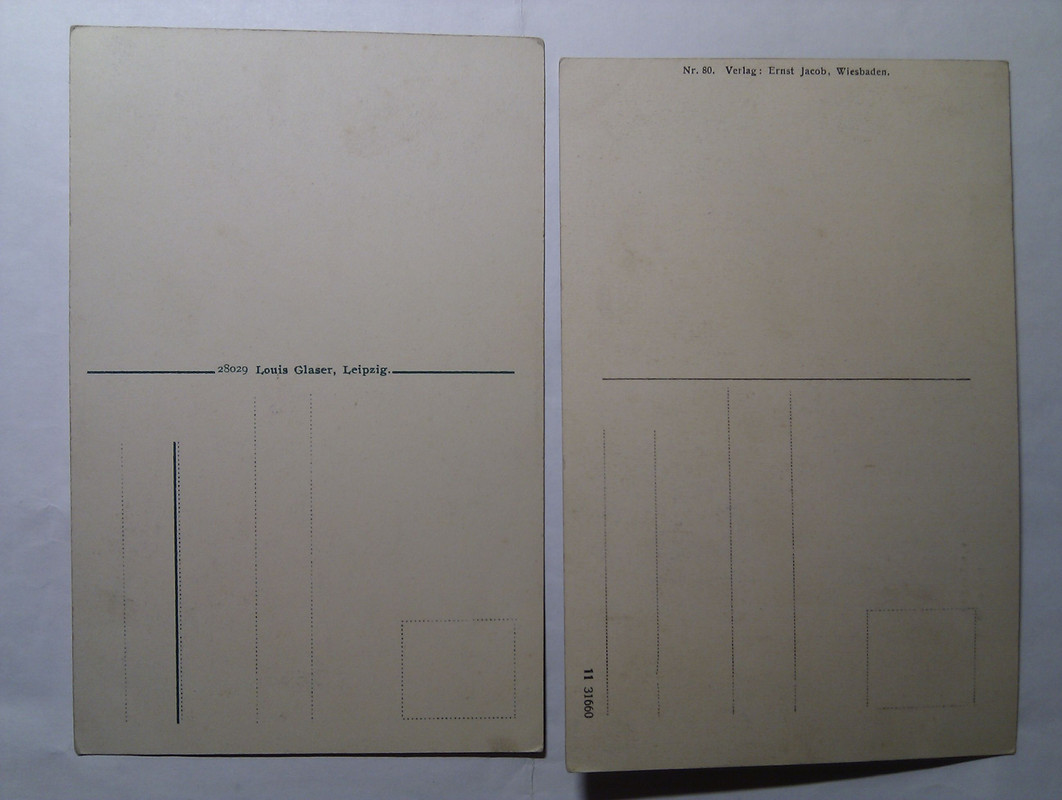 28029 Louis Glaser, Leipzig.
Nr. 80. Verlag: Ernst Jacob, Wiesbaden.
11 31660